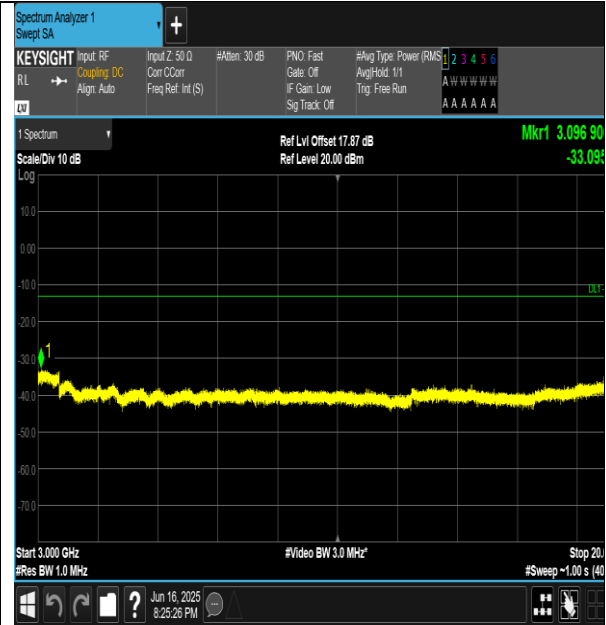 Spectrum Analyzer 1
Swept SA
+
KEYSIGHT Input: RF Input Z: 50 Ω #Atten: 30 dB PNO: Fast #Avg Type: Power (RMS 1 2 3 4 5 6
RL Coupling: DC Corr CCorr Gate: Off Avg|Hold: 1/1 A W W W W W
Align: Auto Freq Ref: Int (S) IF Gain: Low Trig: Free Run
Sig Track: Off A A A A A A
LXI
1 Spectrum
Ref Lvl Offset 17.87 dB Mkr1 3.096 90
Scale/Div 10 dB Ref Level 20.00 dBm -33.095
Log
10.0
0.00
-10.0
DL1 -
-20.0
-30.0
1
-40.0
-50.0
-60.0
-70.0
Start 3.000 GHz #Video BW 3.0 MHz* Stop 20.
#Res BW 1.0 MHz #Sweep ~1.00 s (40
? Jun 16, 2025
8:25:26 PM